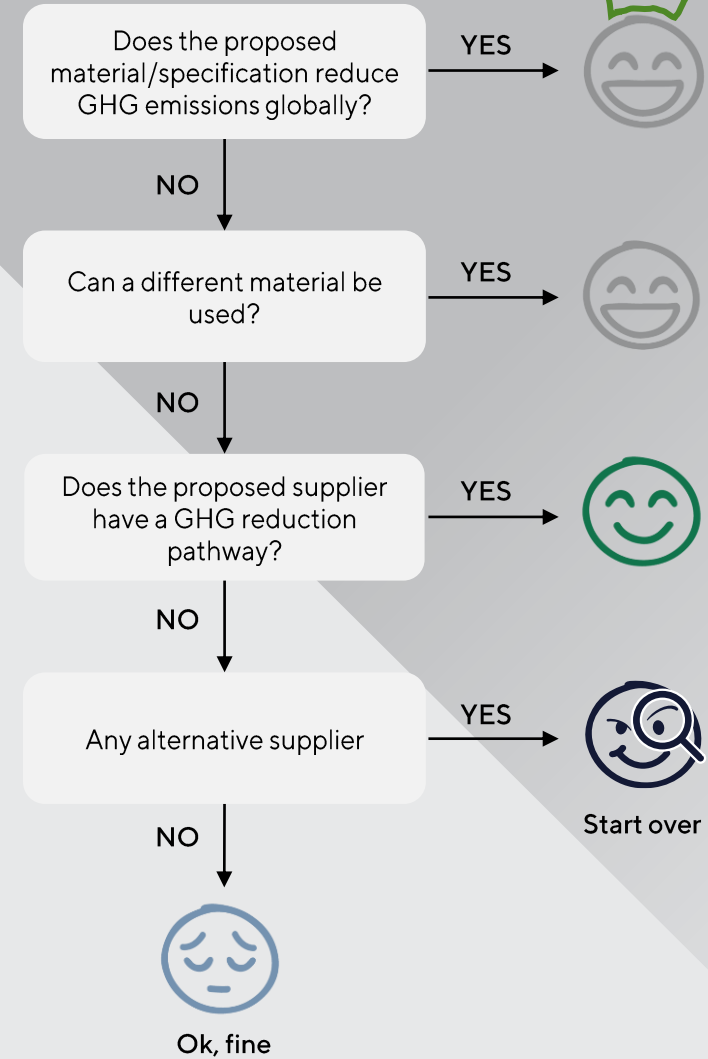 Does the proposed
material/specification reduce
GHG emissions globally?
YES
NO
Can a different material be
used?
YES
NO
Does the proposed supplier
have a GHG reduction
pathway?
YES
NO
Any alternative supplier
YES
Start over
NO
Ok, fine